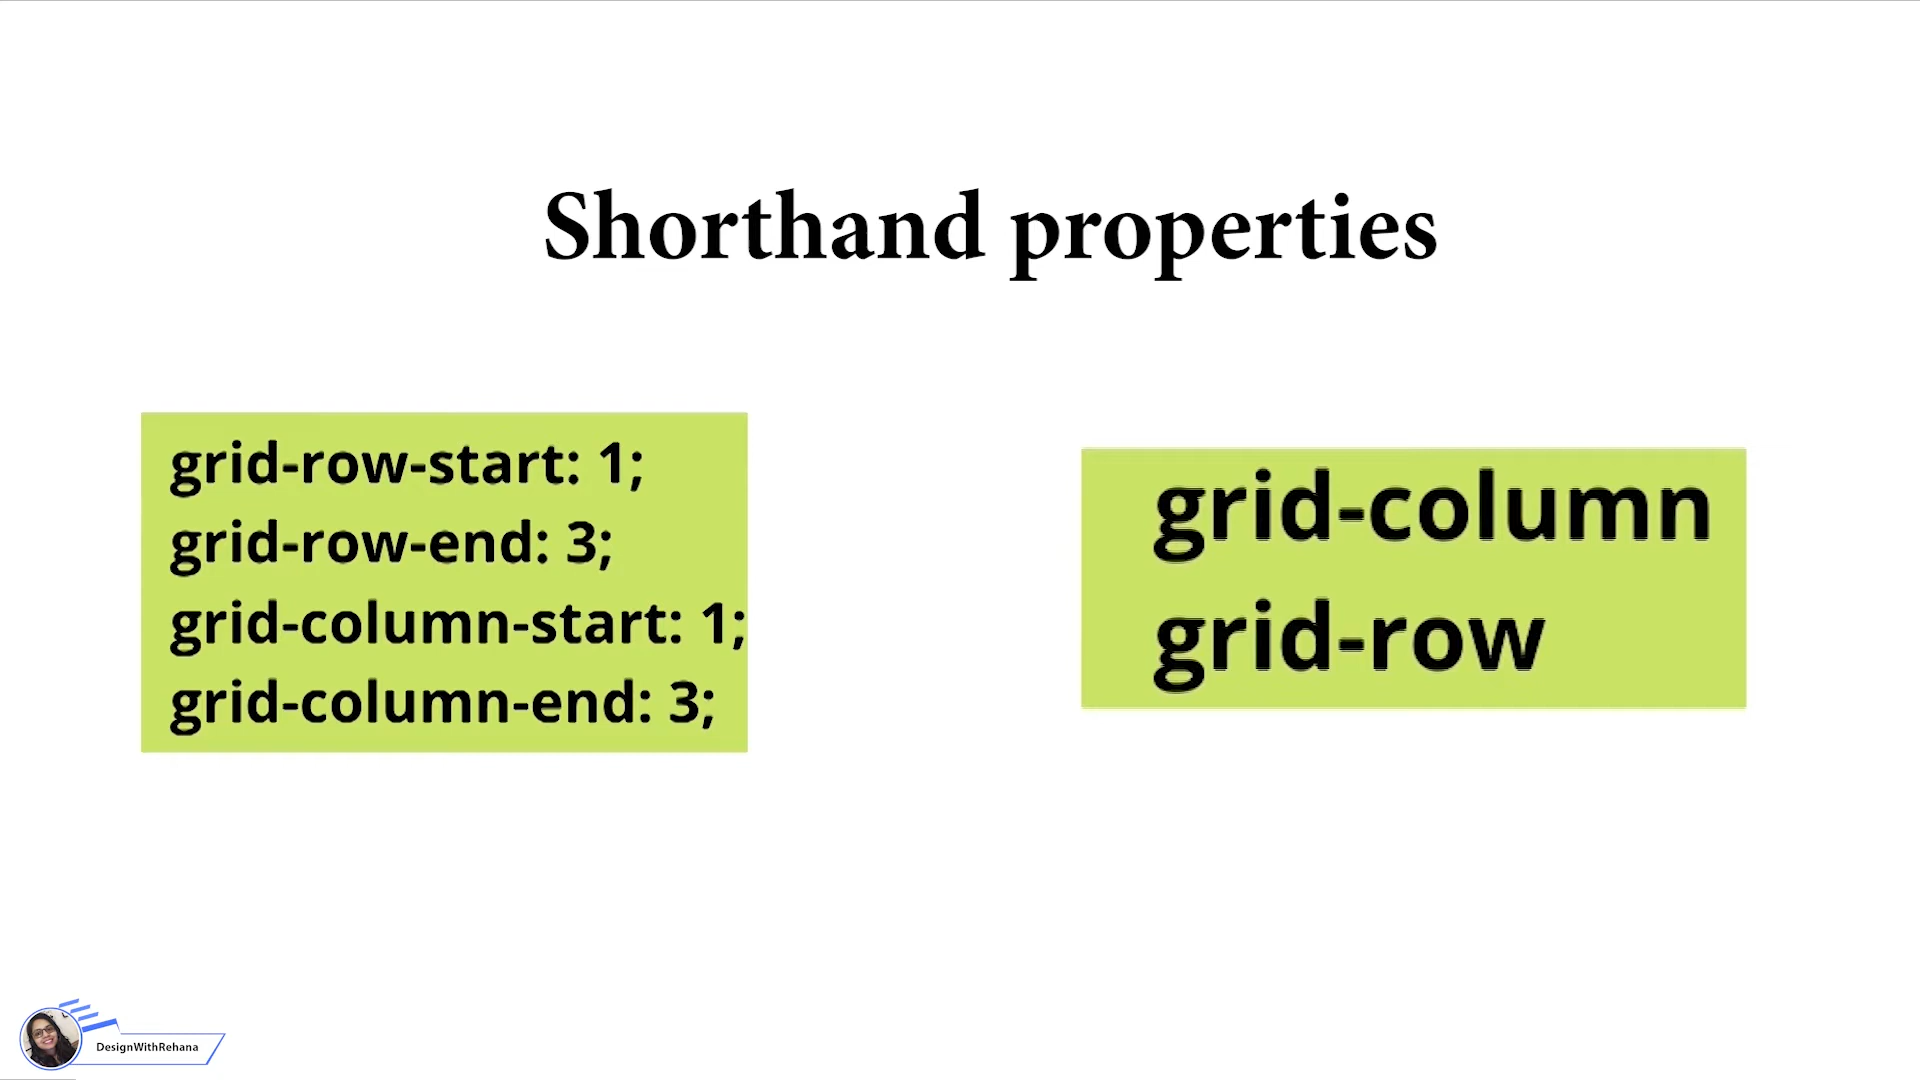 Shorthand properties
grid-row-start: 1;
grid-row-end: 3;
grid-column-start: 1;
grid-column-end: 3;
grid-column
grid-row
DesignWithRehana